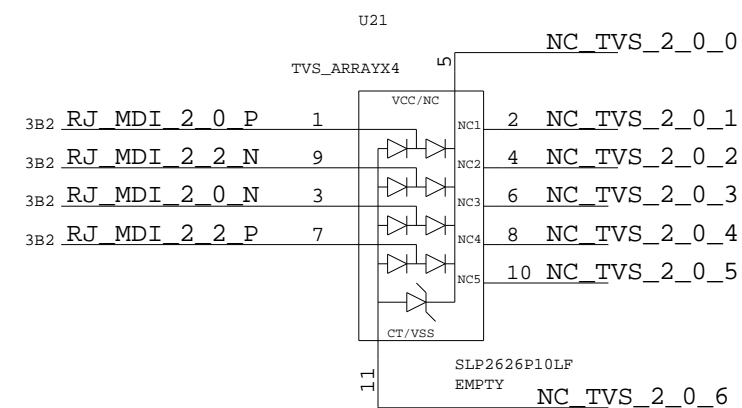 U21
NC_TVS_2_0_0
5
TVS_ARRAYX4
VCC/NC
3B2 RJ_MDI_2_0_P 1 NC1 2 NC_TVS_2_0_1
3B2 RJ_MDI_2_2_N 9 NC2 4 NC_TVS_2_0_2
3B2 RJ_MDI_2_0_N 3 NC3 6 NC_TVS_2_0_3
3B2 RJ_MDI_2_2_P 7 NC4 8 NC_TVS_2_0_4
NC5 10 NC_TVS_2_0_5
CT/VSS
SLP2626P10LF
11
EMPTY
NC_TVS_2_0_6